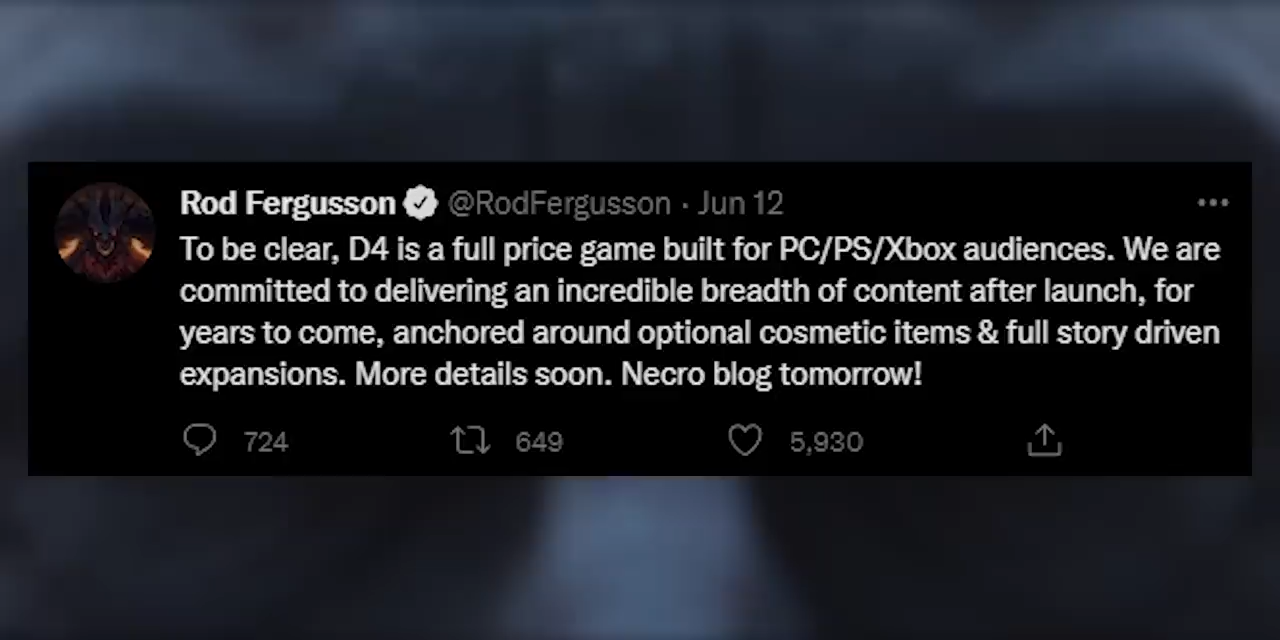 Rod Fergusson @RodFergusson · Jun 12
To be clear, D4 is a full price game built for PC/PS/Xbox audiences. We are
committed to delivering an incredible breadth of content after launch, for
years to come, anchored around optional cosmetic items & full story driven
expansions. More details soon. Necro blog tomorrow!
724 649 5,930